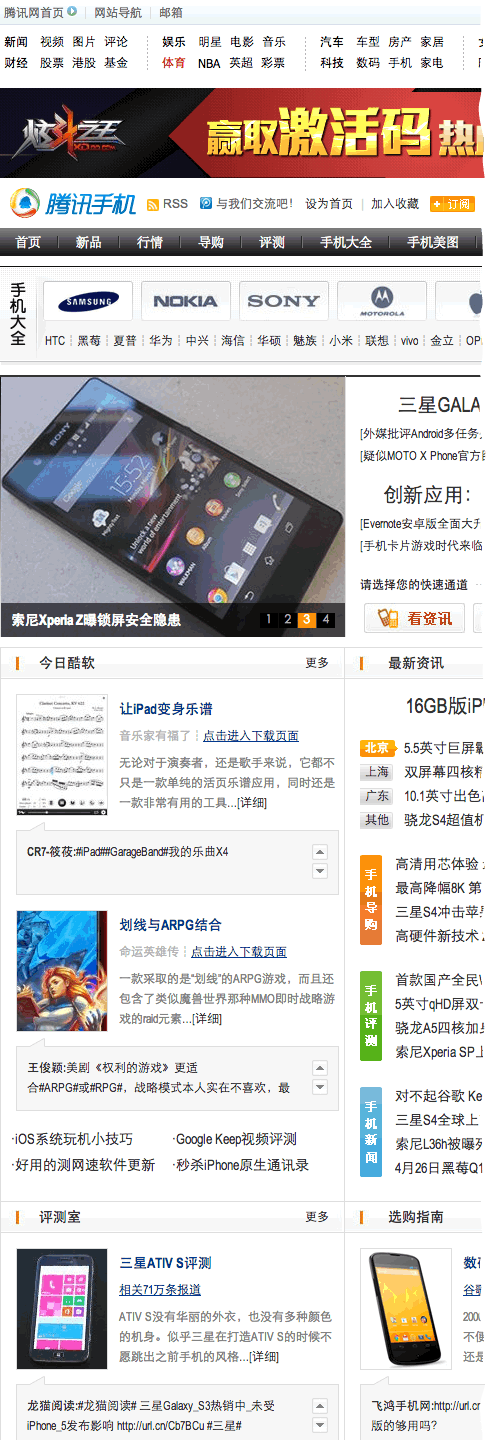 腾讯网首页 网站导航 邮箱
新闻 视频 图片 评论 娱乐 明星 电影 音乐 汽车 车型 房产 家居
财经 股票 港股 基金 体育 NBA 英超 彩票 科技 数码 手机 家电
炫斗之王 赢取激活码
XD.QQ.COM
腾讯手机 RSS 与我们交流吧! 设为首页 加入收藏 + 订阅
首页 新品 行情 导购 评测 手机大全 手机美图
手机大全
SAMSUNG NOKIA SONY MOTOROLA
HTC 黑莓 夏普 华为 中兴 海信 华硕 魅族 小米 联想 vivo 金立
三星GALA
[外媒批评Android多任务
[疑似MOTO X Phone官方
创新应用:
[Evernote安卓版全面大
[手机卡片游戏时代来临
请选择您的快速通道
看资讯
SONY
15:52
Google
索尼Xperia Z曝锁屏安全隐患 1 2 3 4
今日酷软 更多
让iPad变身乐谱
音乐家有福了 点击进入下载页面
无论对于演奏者，还是歌手来说，它都不
只是一款单纯的活页乐谱应用，同时还是
一款非常有用的工具...[详细]
CR7-筱莜:#iPad##GarageBand#我的乐曲X4
划线与ARPG结合
命运英雄传 点击进入下载页面
一款采取的是“划线”的ARPG游戏，而且还
包含了类似魔兽世界那种MMO即时战略游
戏的raid元素...[详细]
王俊颖:美剧《权利的游戏》更适
合#ARPG#或#RPG#，战略模式本人实在不喜欢，最
·iOS系统玩机小技巧 ·Google Keep视频评测
·好用的测网速软件更新 ·秒杀iPhone原生通讯录
最新资讯
16GB版iP
北京 5.5英寸巨屏
上海 双屏幕四核
广东 10.1英寸出色
其他 骁龙S4超值
手机导购
高清用芯体验
最高降幅8K 第
三星S4冲击苹
高硬件新技术
手机评测
首款国产全民
5英寸qHD屏双
骁龙A5四核加
索尼Xperia SP
手机新闻
对不起谷歌 Ke
三星S4全球上
索尼L36h被曝
4月26日黑莓Q1
评测室 更多
三星ATIV S评测
相关71万条报道
ATIV S没有华丽的外衣，也没有多种颜色
的机身。似乎三星在打造ATIV S的时候不
愿跳出之前手机的风格...[详细]
龙猫阅读:#龙猫阅读# 三星Galaxy_S3热销中_未受
iPhone_5发布影响 http://url.cn/Cb7BCu #三星#
选购指南
飞鸿手机网:http://url.c
版的够用吗?